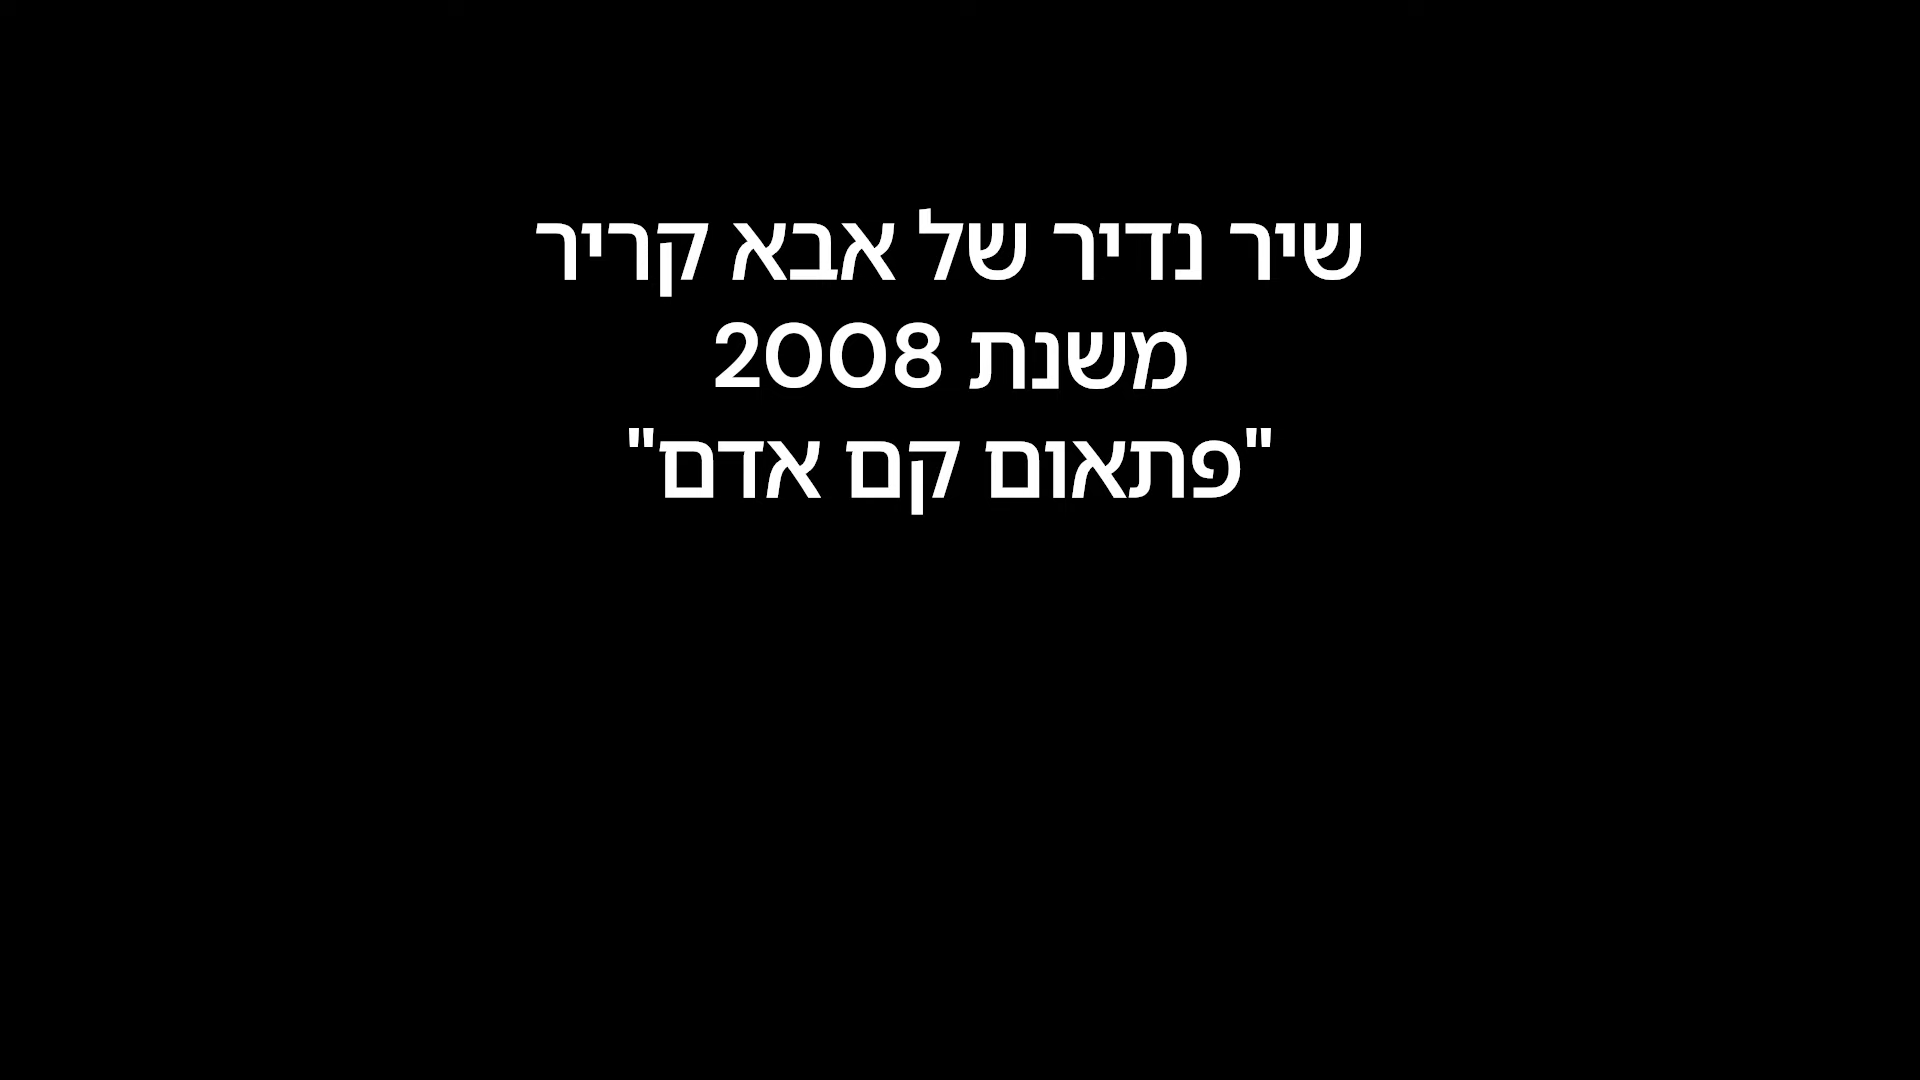 שיר נדיר של אבא קריר
משנת 2008
"פתאום קם אדם"